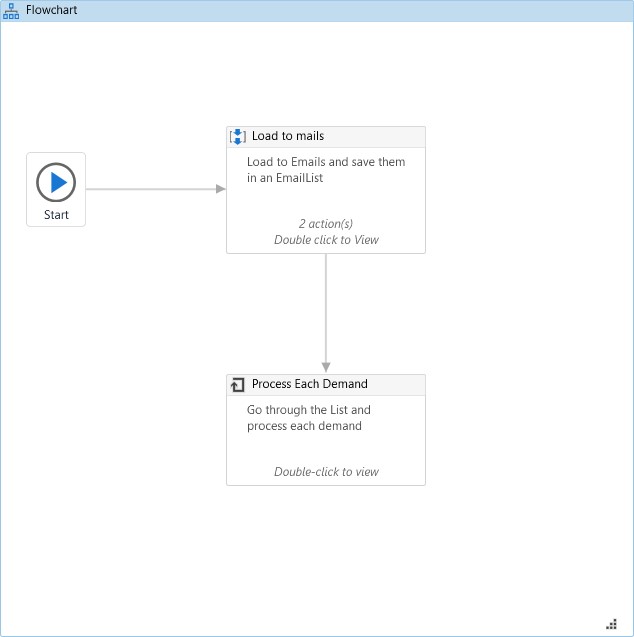 Flowchart
Load to mails
Load to Emails and save them
in an EmailList
2 action(s)
Double click to View
Start
Process Each Demand
Go through the List and
process each demand
Double-click to view